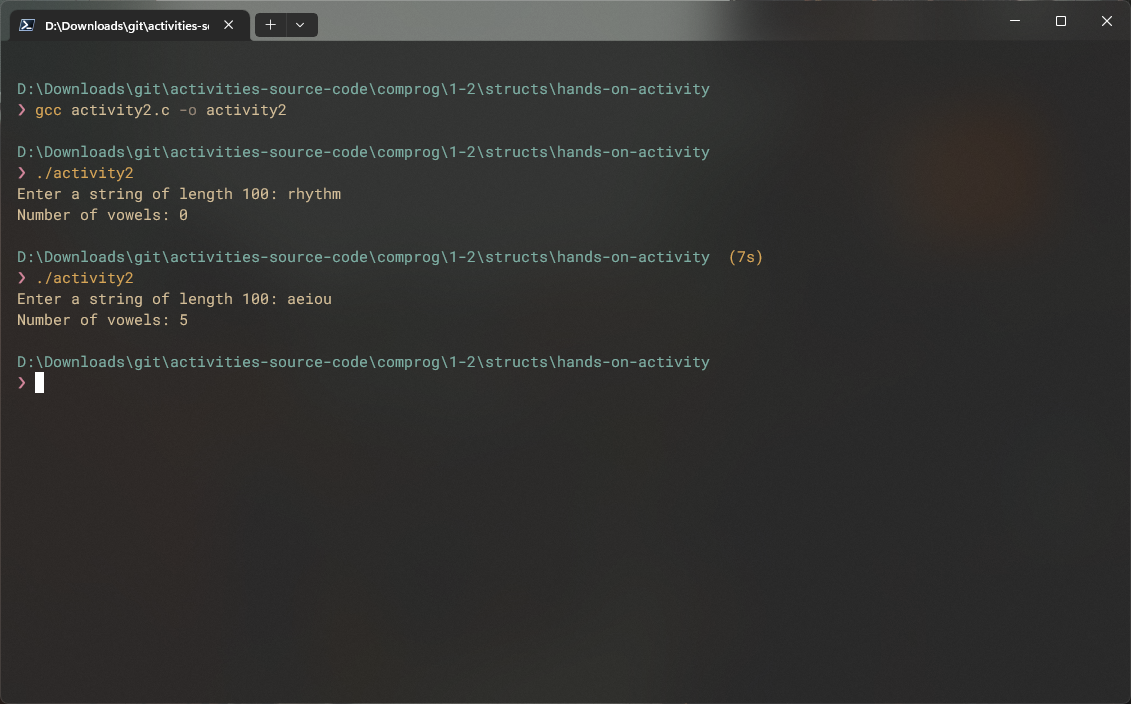 D:\Downloads\git\activities-so
D:\Downloads\git\activities-source-code\comprog\1-2\structs\hands-on-activity
❯ gcc activity2.c -o activity2
D:\Downloads\git\activities-source-code\comprog\1-2\structs\hands-on-activity
❯ ./activity2
Enter a string of length 100: rhythm
Number of vowels: 0
D:\Downloads\git\activities-source-code\comprog\1-2\structs\hands-on-activity (7s)
❯ ./activity2
Enter a string of length 100: aeiou
Number of vowels: 5
D:\Downloads\git\activities-source-code\comprog\1-2\structs\hands-on-activity
❯